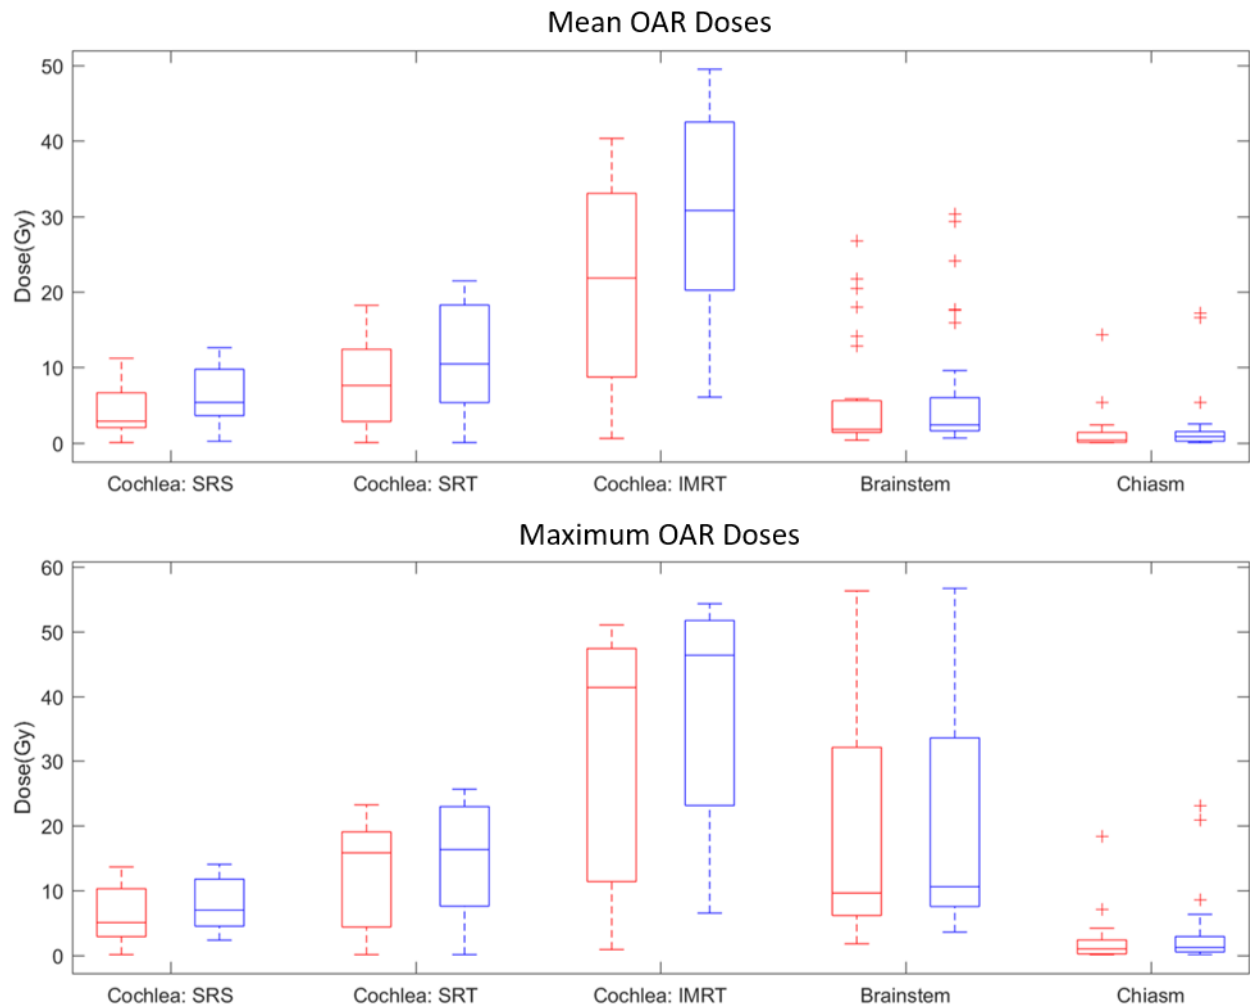 Mean OAR Doses
50
40
30
20
10
0
Dose(Gy)
Cochlea: SRS Cochlea: SRT Cochlea: IMRT Brainstem Chiasm
Maximum OAR Doses
60
50
40
30
20
10
0
Dose(Gy)
Cochlea: SRS Cochlea: SRT Cochlea: IMRT Brainstem Chiasm